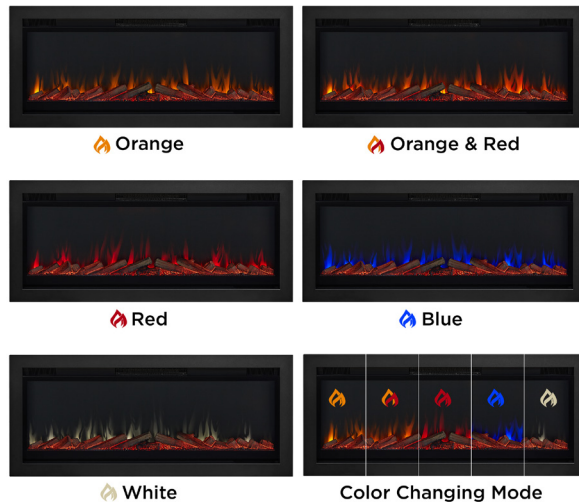 Orange
Orange & Red
Red
Blue
White
Color Changing Mode